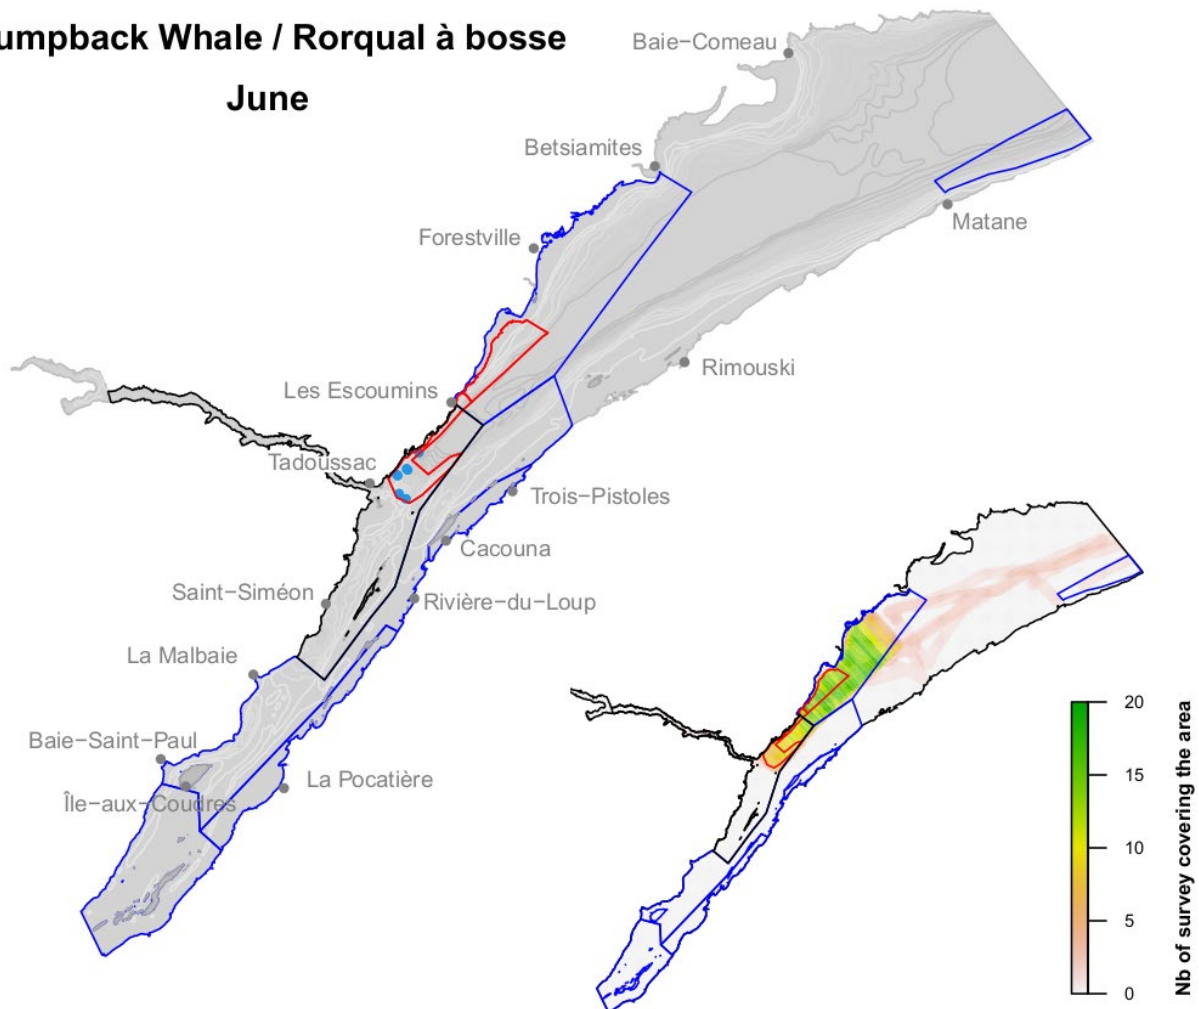 umpback Whale / Rorqual à bosse
June
Baie−Comeau
Betsiamites
Forestville
Matane
Rimouski
Les Escoumins
Tadoussac
Trois−Pistoles
Cacouna
Saint−Siméon
Rivière−du−Loup
La Malbaie
Baie−Saint−Paul
La Pocatière
Île−aux−Coudres
20
15
10
5
0
Nb of survey covering the area